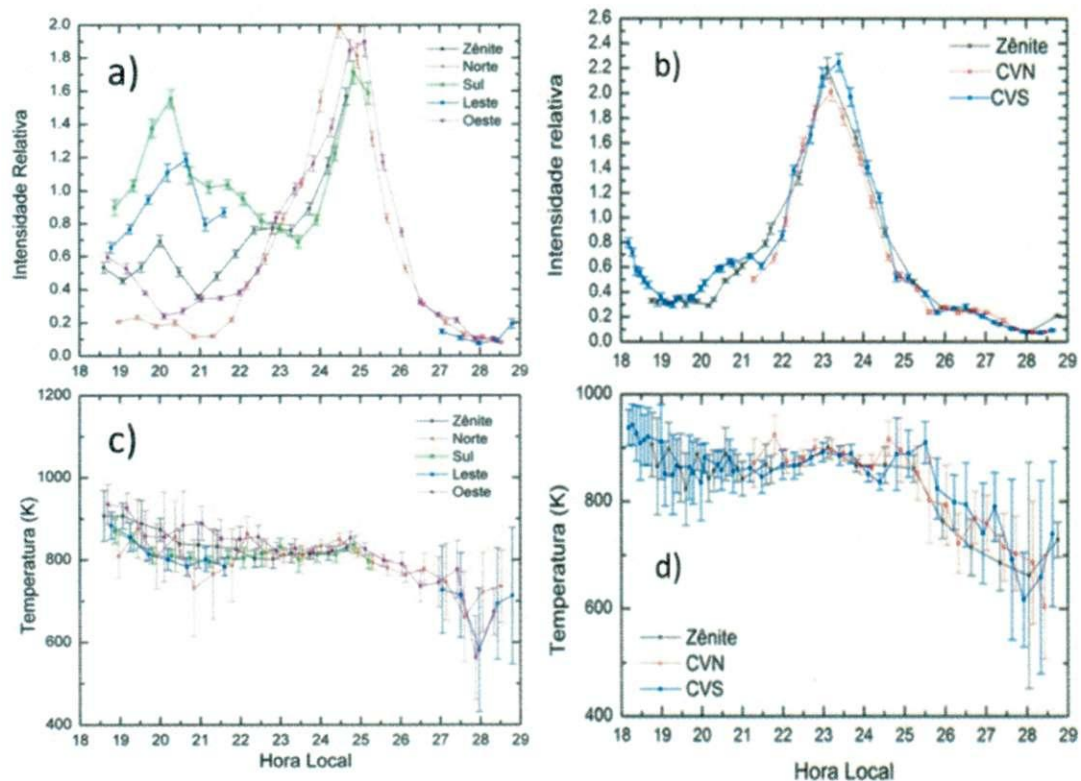 a)
Intensidade Relativa
2.0
1.8
1.6
1.4
1.2
1.0
0.8
0.6
0.4
0.2
0.0
Zênite
Norte
Sul
Leste
Oeste
18 19 20 21 22 23 24 25 26 27 28 29
b)
Intensidade relativa
2.6
2.4
2.2
2.0
1.8
1.6
1.4
1.2
1.0
0.8
0.6
0.4
0.2
0.0
Zênite
CVN
CVS
18 19 20 21 22 23 24 25 26 27 28 29
c)
Temperatura (K)
1200
1000
800
600
400
Zênite
Norte
Sul
Leste
Oeste
18 19 20 21 22 23 24 25 26 27 28 29
Hora Local
d)
Temperatura (K)
1000
800
600
400
Zênite
CVN
CVS
18 19 20 21 22 23 24 25 26 27 28 29
Hora Local